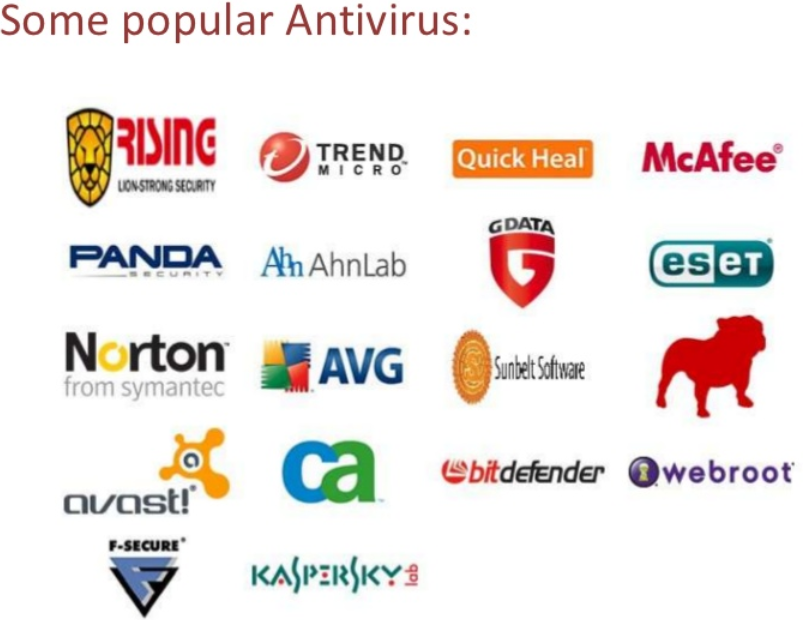 Some popular Antivirus:
RISING
LION-STRONG SECURITY
TREND
MICRO
Quick Heal
McAfee®
PANDA
SECURITY
Ahn AhnLab
G DATA
G
eseT
Norton
from symantec
AVG
Sunbelt Software
a
avast!
ca
bitdefender
webroot
F-SECURE®
KASPERSKY lab